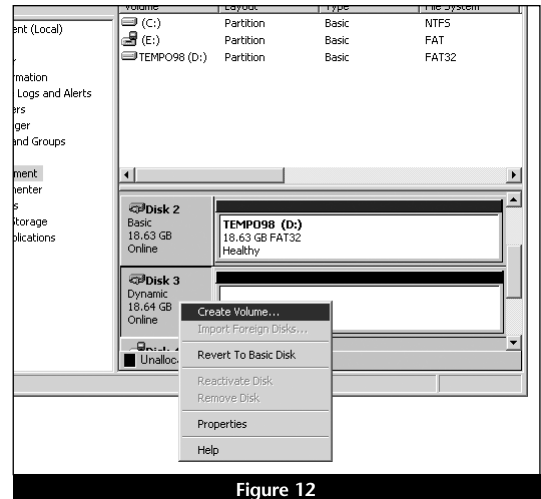 Volume Layout Type File System
(C:) Partition Basic NTFS
(E:) Partition Basic FAT
TEMPO98 (D:) Partition Basic FAT32
ent (Local)
rmation
Logs and Alerts
ers
ger
and Groups
ment
menter
s
Storage
plications
Disk 2
Basic
18.63 GB
Online
TEMPO98 (D:)
18.63 GB FAT32
Healthy
Disk 3
Dynamic
18.64 GB
Online
Unalloc
Create Volume...
Import Foreign Disks...
Revert To Basic Disk
Reactivate Disk
Remove Disk
Properties
Help
Figure 12